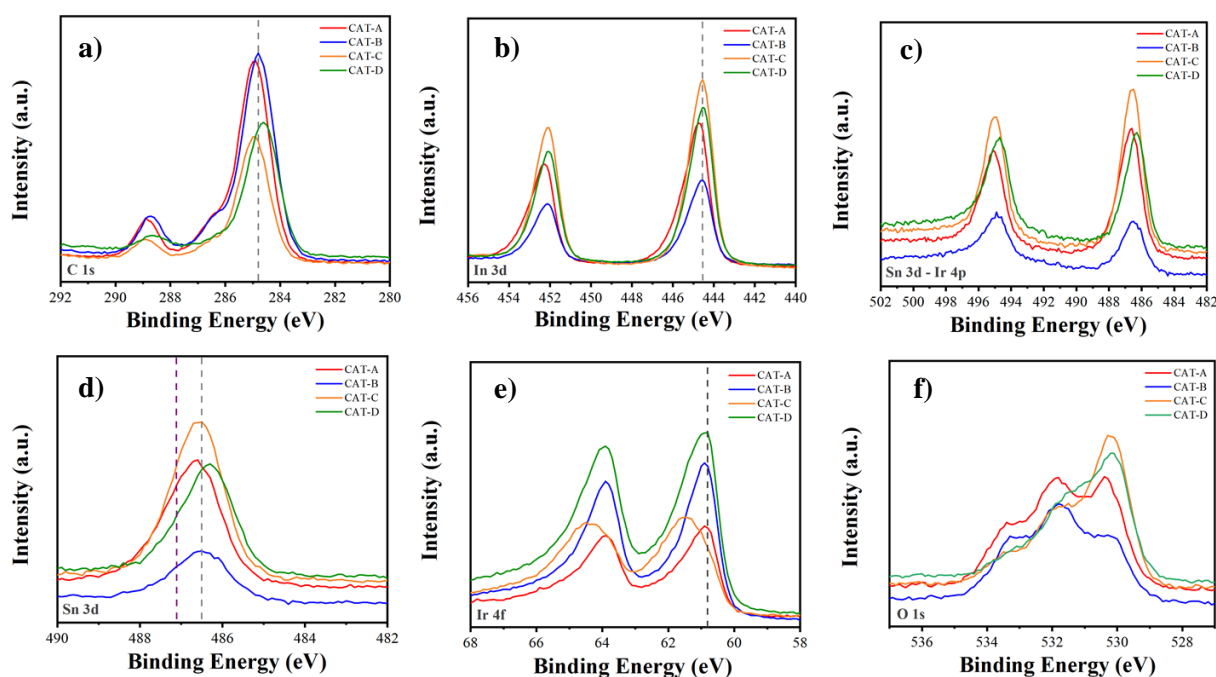 a)
CAT-A
CAT-B
CAT-C
CAT-D
Intensity (a.u.)
C 1s
292 290 288 286 284 282 280
Binding Energy (eV)
b)
CAT-A
CAT-B
CAT-C
CAT-D
Intensity (a.u.)
In 3d
456 454 452 450 448 446 444 442 440
Binding Energy (eV)
c)
CAT-A
CAT-B
CAT-C
CAT-D
Intensity (a.u.)
Sn 3d - Ir 4p
502 500 498 496 494 492 490 488 486 484 482
Binding Energy (eV)
d)
CAT-A
CAT-B
CAT-C
CAT-D
Intensity (a.u.)
Sn 3d
490 488 486 484 482
Binding Energy (eV)
e)
CAT-A
CAT-B
CAT-C
CAT-D
Intensity (a.u.)
Ir 4f
68 66 64 62 60 58
Binding Energy (eV)
f)
CAT-A
CAT-B
CAT-C
CAT-D
Intensity (a.u.)
O 1s
536 534 532 530 528
Binding Energy (eV)